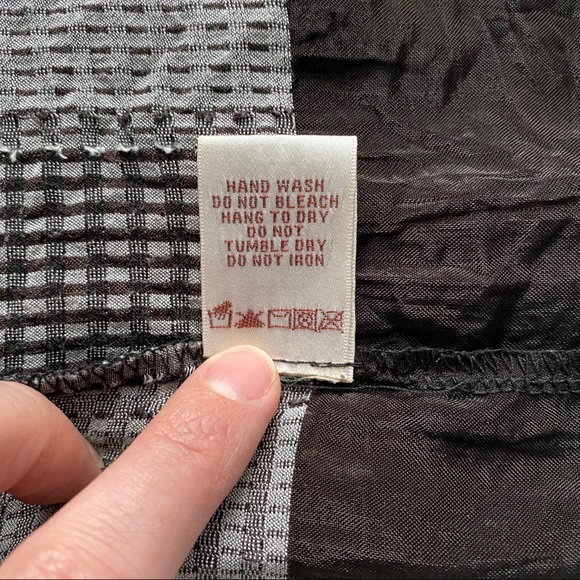 HAND WASH
DO NOT BLEACH
HANG TO DRY
DO NOT
TUMBLE DRY
DO NOT IRON